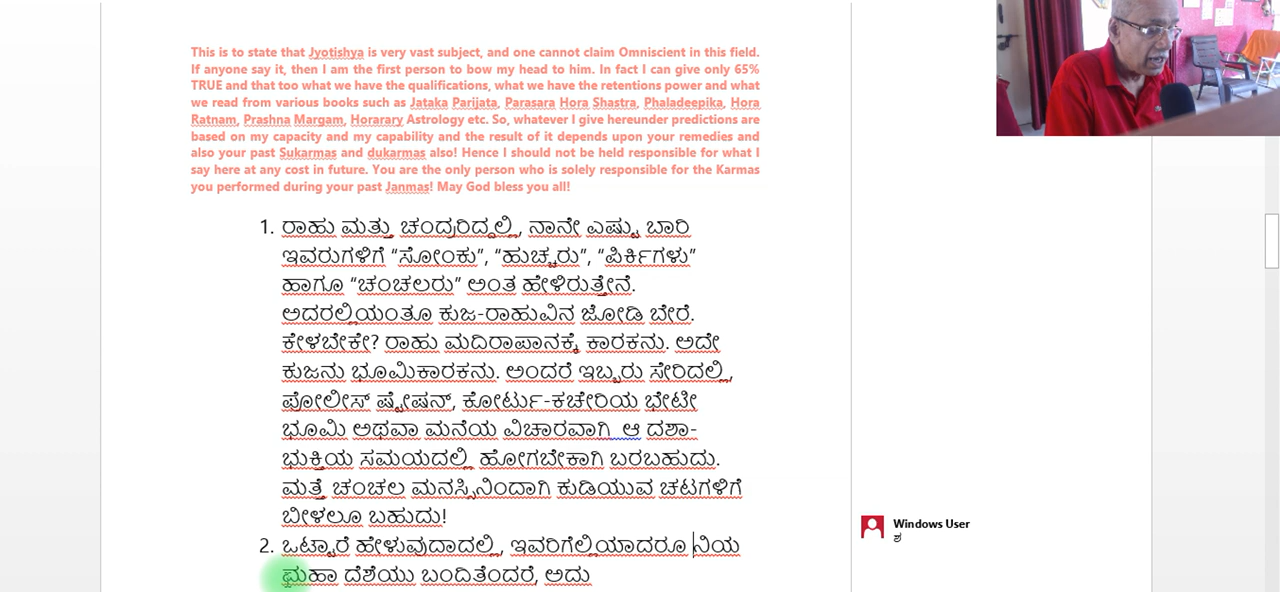 This is to state that Jyotishya is very vast subject, and one cannot claim Omniscient in this field.
If anyone say it, then I am the first person to bow my head to him. In fact I can give only 65%
TRUE and that too what we have the qualifications, what we have the retentions power and what
we read from various books such as Jataka Parijata, Parasara Hora Shastra, Phaladeepika, Hora
Ratnam, Prashna Margam, Horarary Astrology etc. So, whatever I give hereunder predictions are
based on my capacity and my capability and the result of it depends upon your remedies and
also your past Sukarmas and dukarmas also! Hence I should not be held responsible for what I
say here at any cost in future. You are the only person who is solely responsible for the Karmas
you performed during your past Janmas! May God bless you all!
1. ರಾಹು ಮತ್ತು ಚಂದ್ರರಿದ್ದಲ್ಲಿ, ನಾನೇ ಎಷ್ಟು ಬಾರಿ
ಇವರುಗಳಿಗೆ “ಸೋಂಕು”, “ಹುಚ್ಚರು”, “ಪಿರ್ಕಿಗಳು”
ಹಾಗೂ “ಚಂಚಲರು” ಅಂತ ಹೇಳಿರುತ್ತೇನೆ.
ಅದರಲ್ಲಿಯಂತೂ ಕುಜ-ರಾಹುವಿನ ಜೋಡಿ ಬೇರೆ.
ಕೇಳಬೇಕೇ? ರಾಹು ಮದಿರಾಪಾನಕ್ಕೆ ಕಾರಕನು. ಅದೇ
ಕುಜನು ಭೂಮಿಕಾರಕನು. ಅಂದರೆ ಇಬ್ಬರು ಸೇರಿದಲ್ಲಿ,
ಪೋಲೀಸ್ ಷ್ಟೇಷನ್, ಕೋರ್ಟು-ಕಚೇರಿಯ ಭೇಟೀ
ಭೂಮಿ ಅಥವಾ ಮನೆಯ ವಿಚಾರವಾಗಿ ಆ ದಶಾ-
ಭುಕ್ತಿಯ ಸಮಯದಲ್ಲಿ ಹೋಗಬೇಕಾಗಿ ಬರಬಹುದು.
ಮತ್ತೆ ಚಂಚಲ ಮನಸ್ಸಿನಿಂದಾಗಿ ಕುಡಿಯುವ ಚಟಗಳಿಗೆ
ಬೀಳಲೂ ಬಹುದು!
2. ಒಟ್ಟಾರೆ ಹೇಳುವುದಾದಲ್ಲಿ, ಇವರಿಗೆಲ್ಲಿಯಾದರೂ ನಿಯ
ಮಹಾ ದೆಶೆಯು ಬಂದಿತೆಂದರೆ, ಅದು
Windows User
ಶ